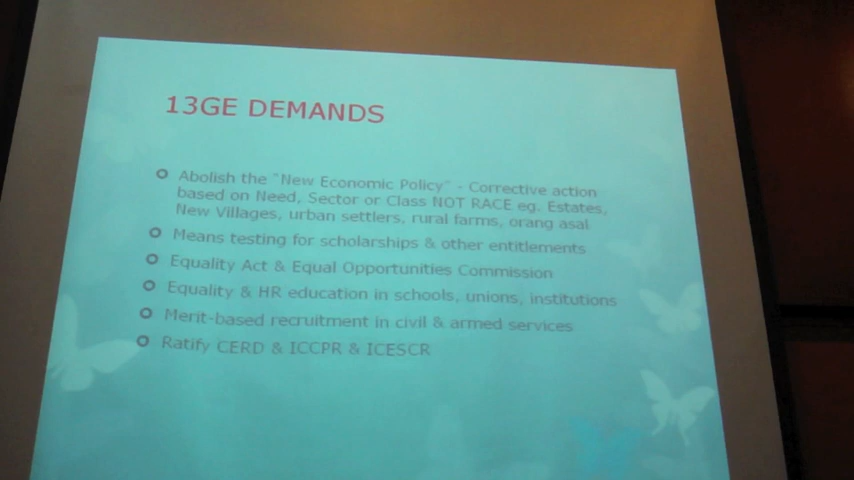 13GE DEMANDS
Abolish the "New Economic Policy" - Corrective action
based on Need, Sector or Class NOT RACE eg. Estates,
New Villages, urban settlers, rural farms, orang asal
Means testing for scholarships & other entitlements
Equality Act & Equal Opportunities Commission
Equality & HR education in schools, unions, institutions
Merit-based recruitment in civil & armed services
Ratify CERD & ICCPR & ICESCR